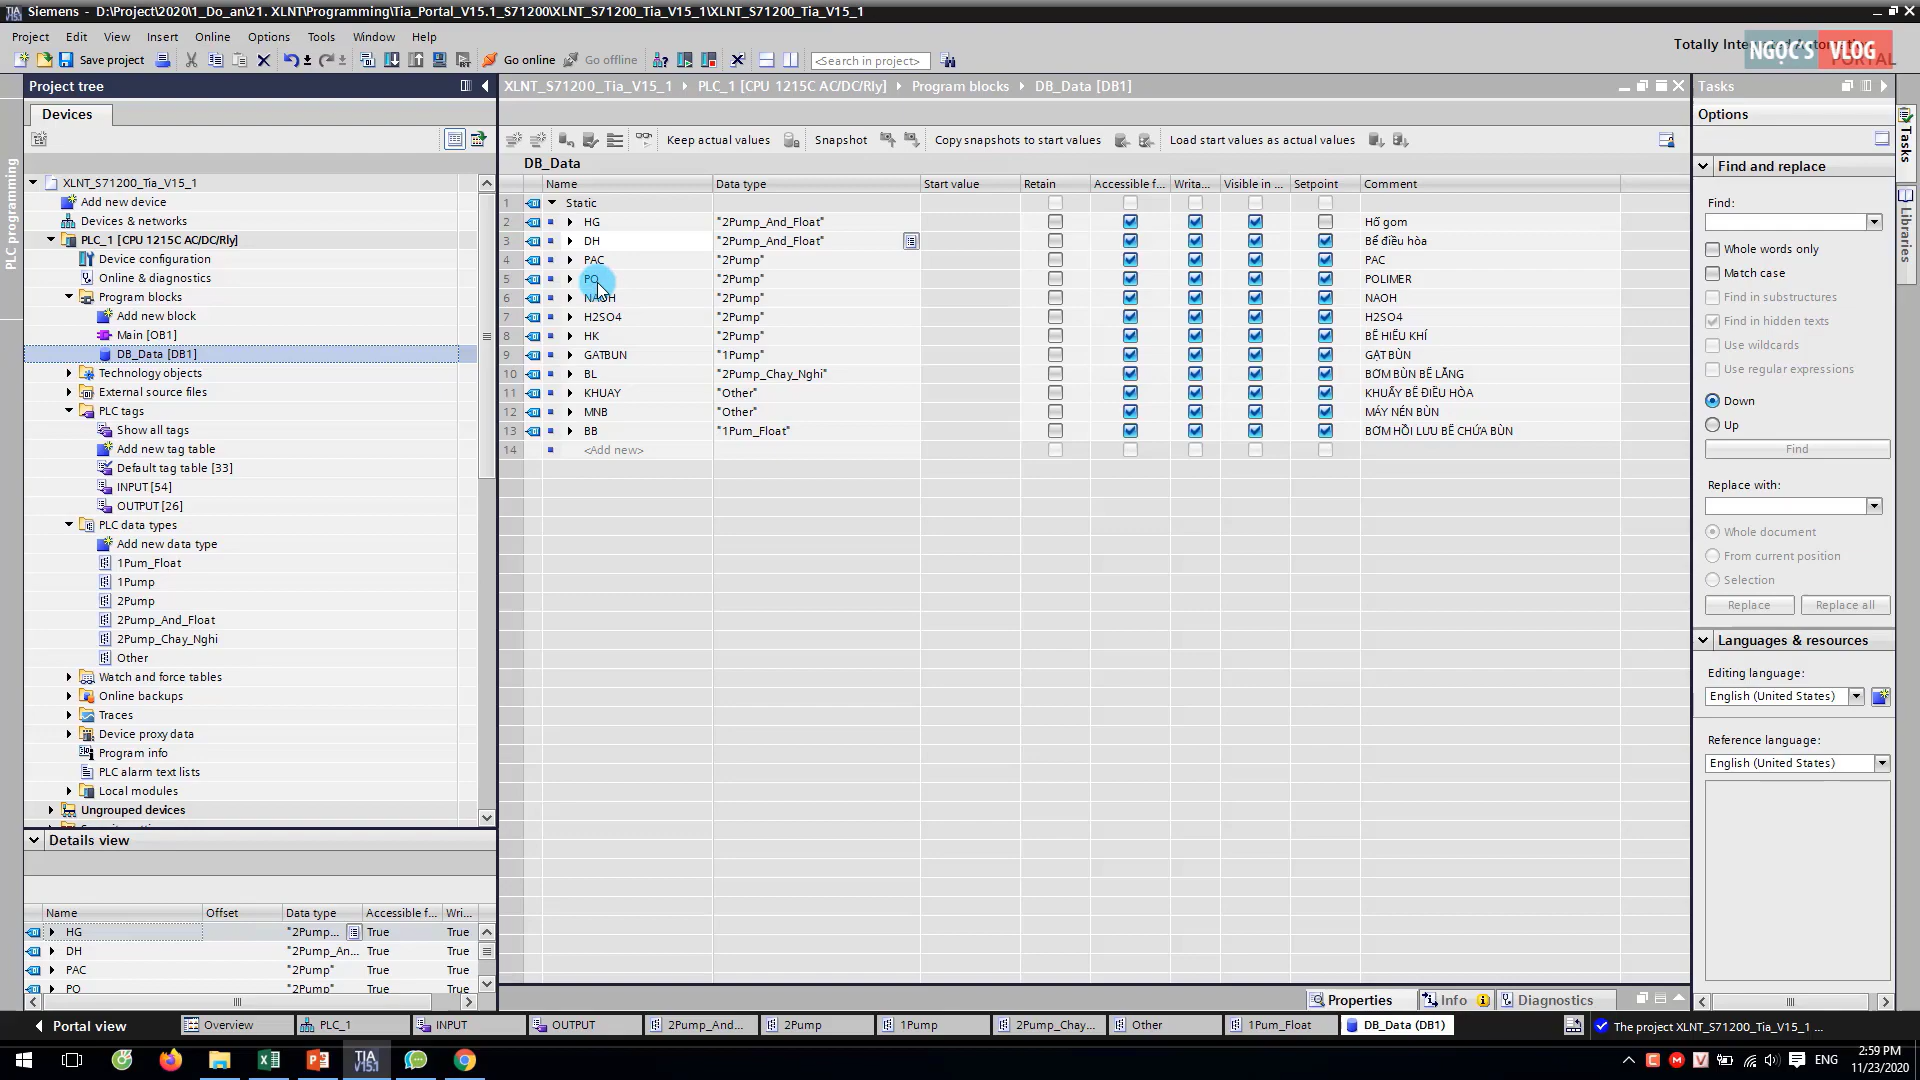 Siemens - D:\Project\2020\1_Do_an\21. XLNT\Programming\Tia_Portal_V15.1_S71200\XLNT_S71200_Tia_V15_1\XLNT_S71200_Tia_V15_1
Project Edit View Insert Online Options Tools Window Help
Totally Inte
NGỌC'S VLOG
PORTAL
Save project Go online Go offline <Search in project>
Project tree
XLNT_S71200_Tia_V15_1 PLC_1 [CPU 1215C AC/DC/Rly] Program blocks DB_Data [DB1]
Tasks
Devices
Options
Keep actual values Snapshot Copy snapshots to start values Load start values as actual values
PLC programming
Tasks
Libraries
XLNT_S71200_Tia_V15_1
Add new device
Devices & networks
PLC_1 [CPU 1215C AC/DC/Rly]
Device configuration
Online & diagnostics
Program blocks
Add new block
Main [OB1]
DB_Data [DB1]
Technology objects
External source files
PLC tags
Show all tags
Add new tag table
Default tag table [33]
INPUT [54]
OUTPUT [26]
PLC data types
Add new data type
1Pum_Float
1Pump
2Pump
2Pump_And_Float
2Pump_Chay_Nghi
Other
Watch and force tables
Online backups
Traces
Device proxy data
Program info
PLC alarm text lists
Local modules
Ungrouped devices
DB_Data
Name Data type Start value Retain Accessible f... Writa... Visible in ... Setpoint Comment
1 Static
2 HG "2Pump_And_Float" Hố gom
3 DH "2Pump_And_Float" Bể điều hòa
4 PAC "2Pump" PAC
5 PO "2Pump" POLIMER
6 NAOH "2Pump" NAOH
7 H2SO4 "2Pump" H2SO4
8 HK "2Pump" BỂ HIẾU KHÍ
9 GATBUN "1Pump" GẠT BÙN
10 BL "2Pump_Chay_Nghi" BƠM BÙN BỂ LẮNG
11 KHUAY "Other" KHUẤY BỂ ĐIỀU HÒA
12 MNB "Other" MÁY NÉN BÙN
13 BB "1Pum_Float" BƠM HỒI LƯU BỂ CHỨA BÙN
14 <Add new>
Find and replace
Find:
Whole words only
Match case
Find in substructures
Find in hidden texts
Use wildcards
Use regular expressions
Down
Up
Find
Replace with:
Whole document
From current position
Selection
Replace Replace all
Languages & resources
Editing language:
English (United States)
Reference language:
English (United States)
Details view
Name Offset Data type Accessible f... Wri...
HG "2Pump... True True
DH "2Pump_An... True True
PAC "2Pump" True True
PO "2Pump" True True
Properties Info Diagnostics
Portal view Overview PLC_1 INPUT OUTPUT 2Pump_And... 2Pump 1Pump 2Pump_Chay... Other 1Pum_Float DB_Data (DB1) The project XLNT_S71200_Tia_V15_1 ...
TIA V15.1
ENG
2:59 PM
11/23/2020